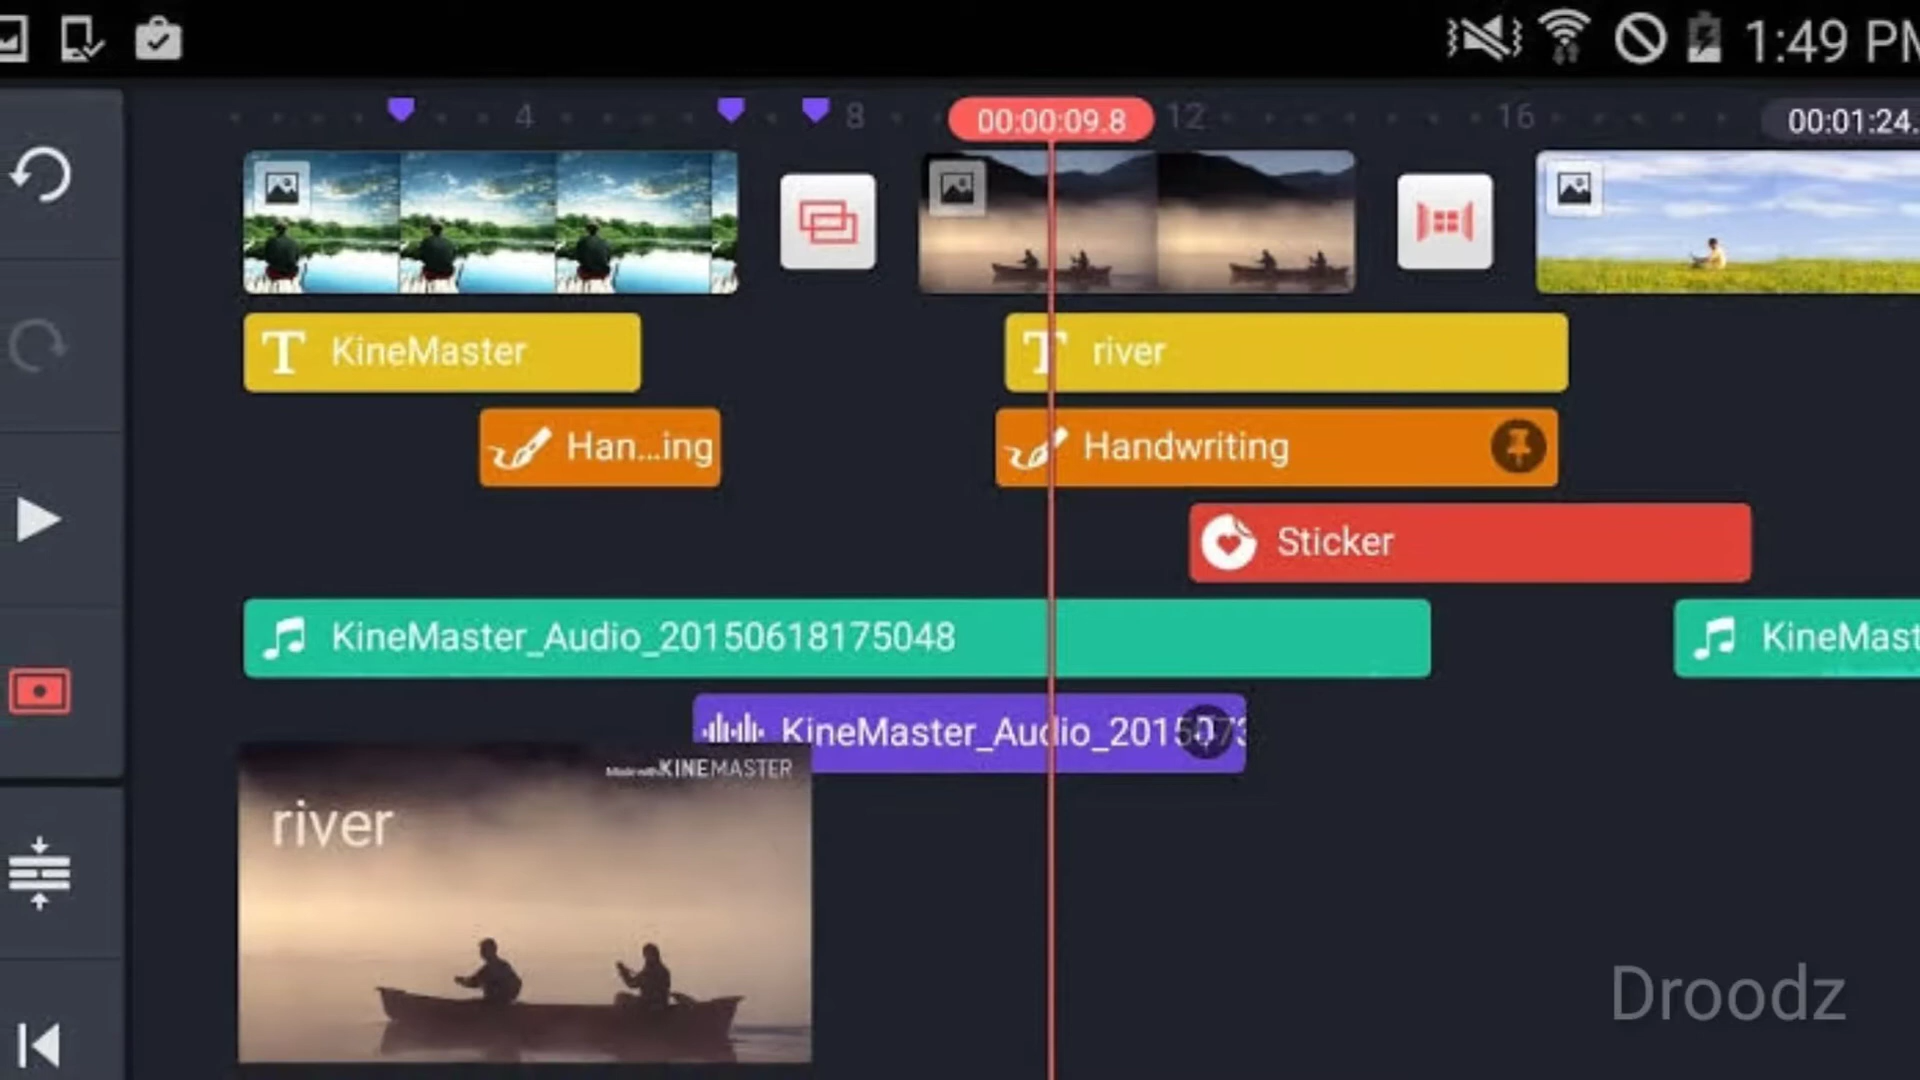 1:49 PM
4 8 00:00:09.8 12 16 00:01:24.
KineMaster river
Han...ing Handwriting
Sticker
KineMaster_Audio_20150618175048 KineMast
KineMaster_Audio_201507
Made with KINEMASTER
river
Droodz